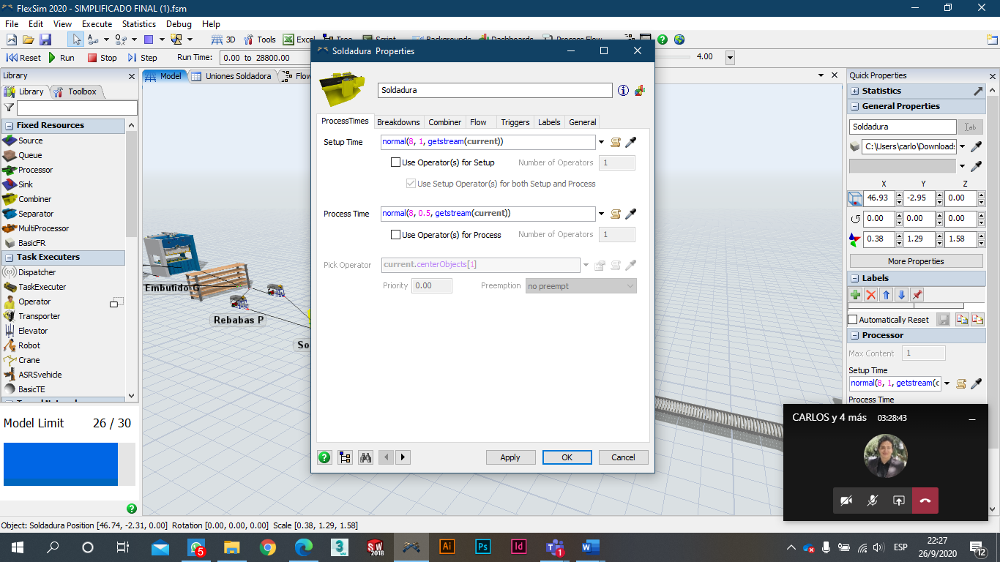 FlexSim 2020 - SIMPLIFICADO FINAL (1).fsm
File Edit View Execute Statistics Debug Help
3D Tools Excel Tree Script Backgrounds Dashboards Process Flow
Reset Run Stop Step Run Time: 0.00 to 28800.00 4.00
Library
Library Toolbox
Fixed Resources
Source
Queue
Processor
Sink
Combiner
Separator
MultiProcessor
BasicFR
Task Executers
Dispatcher
TaskExecuter
Operator
Transporter
Elevator
Robot
Crane
ASRSvehicle
BasicTE
Model Limit 26 / 30
Model Uniones Soldadora Flow
Embutido G
Rebabas P
So
Soldadura Properties
Soldadura
ProcessTimes Breakdowns Combiner Flow Triggers Labels General
Setup Time normal(8, 1, getstream(current))
Use Operator(s) for Setup Number of Operators 1
Use Setup Operator(s) for both Setup and Process
Process Time normal(8, 0.5, getstream(current))
Use Operator(s) for Process Number of Operators 1
Pick Operator current.centerObjects[1]
Priority 0.00 Preemption no preempt
Apply OK Cancel
Quick Properties
Statistics
General Properties
Soldadura
C:\Users\carlo\Downloads
X Y Z
46.93 -2.95 0.00
0.00 0.00 0.00
0.38 1.29 1.58
More Properties
Labels
Automatically Reset
Processor
Max Content 1
Setup Time
normal(8, 1, getstream(c
Process Time
CARLOS y 4 más 03:28:43
Object: Soldadura Position [46.74, -2.31, 0.00] Rotation [0.00, 0.00, 0.00] Scale [0.38, 1.29, 1.58]
5
3
SW
2018
Ai
Ps
Id
1
ESP
22:27
26/9/2020
12